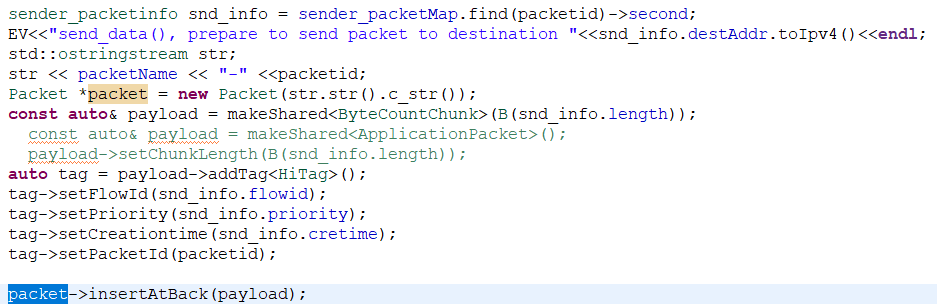 sender_packetinfo snd_info = sender_packetMap.find(packetid)->second;
EV<<"send_data(), prepare to send packet to destination "<<snd_info.destAddr.toIpv4()<<endl;
std::ostringstream str;
str << packetName << "-" <<packetid;
Packet *packet = new Packet(str.str().c_str());
const auto& payload = makeShared<ByteCountChunk>(B(snd_info.length));
const auto& payload = makeShared<ApplicationPacket>();
payload->setChunkLength(B(snd_info.length));
auto tag = payload->addTag<HiTag>();
tag->setFlowId(snd_info.flowid);
tag->setPriority(snd_info.priority);
tag->setCreationtime(snd_info.cretime);
tag->setPacketId(packetid);
packet->insertAtBack(payload);